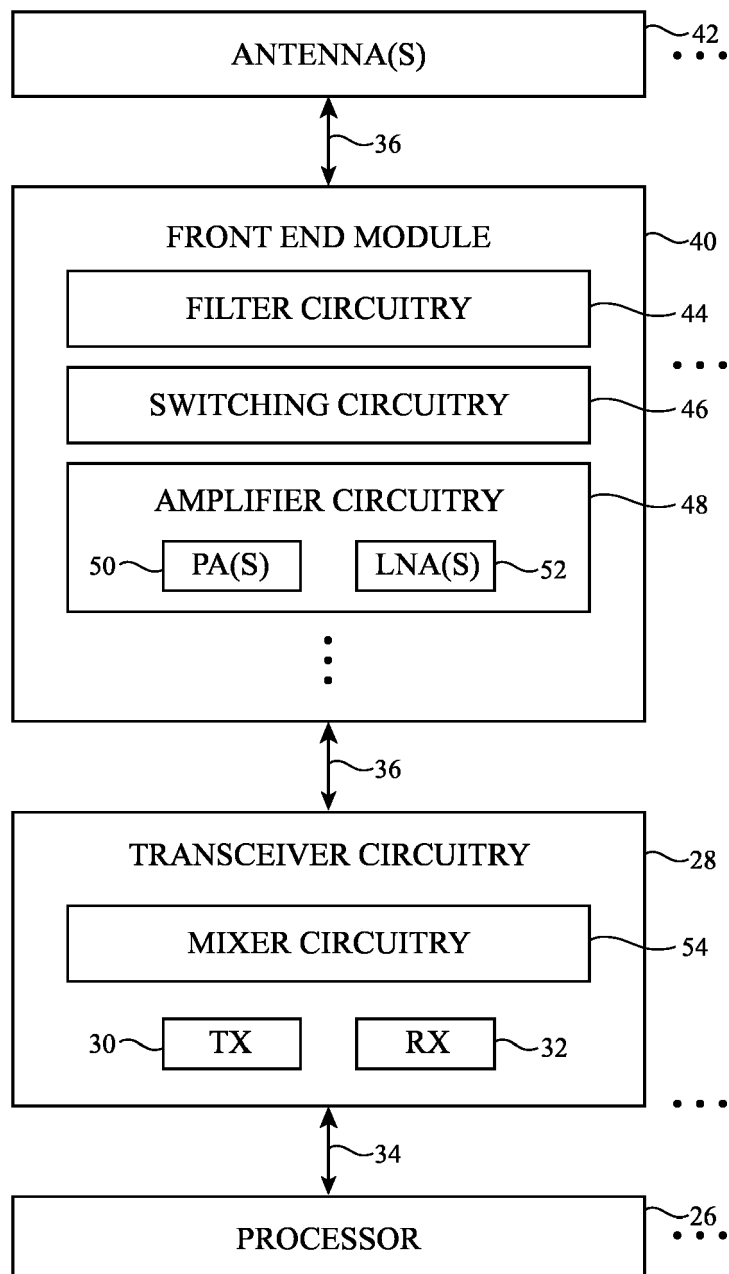 ANTENNA(S)
42
36
FRONT END MODULE
40
FILTER CIRCUITRY
44
SWITCHING CIRCUITRY
46
AMPLIFIER CIRCUITRY
48
50
PA(S)
LNA(S)
52
36
TRANSCEIVER CIRCUITRY
28
MIXER CIRCUITRY
54
30
TX
RX
32
34
PROCESSOR
26